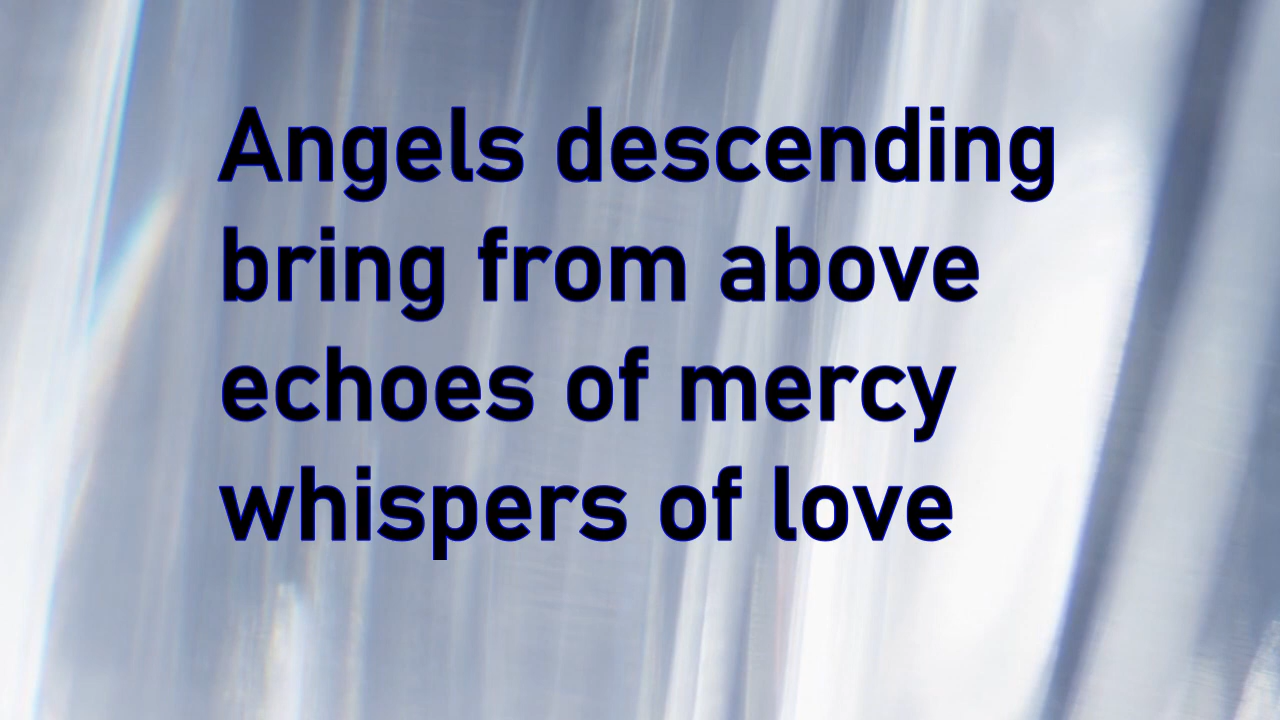 Angels descending
bring from above
echoes of mercy
whispers of love